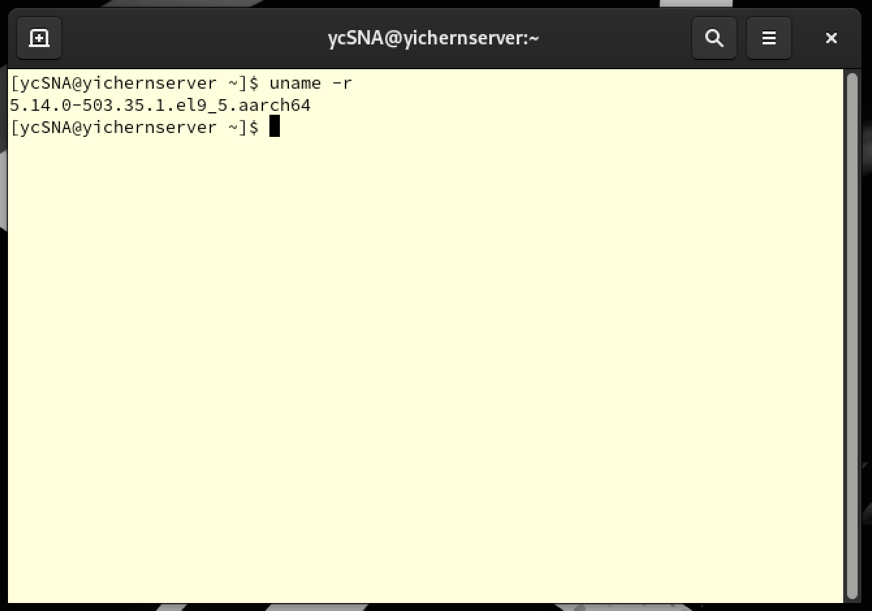 ycSNA@yichernserver:~
[ycSNA@yichernserver ~]$ uname -r
5.14.0-503.35.1.el9_5.aarch64
[ycSNA@yichernserver ~]$